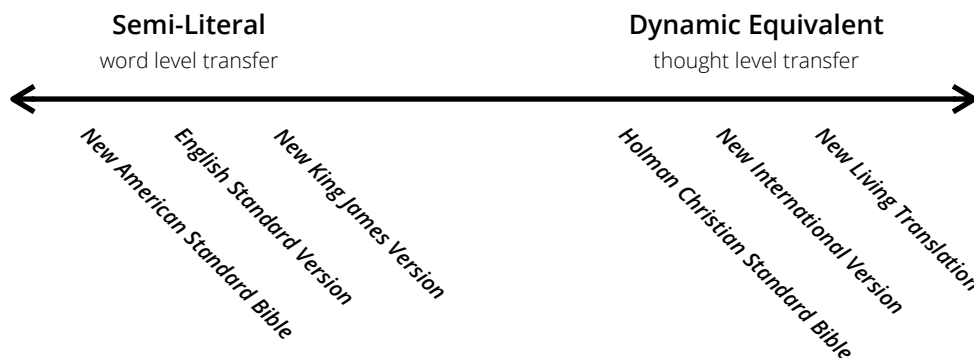 Semi-Literal
word level transfer
Dynamic Equivalent
thought level transfer
New American Standard Bible
English Standard Version
New King James Version
Holman Christian Standard Bible
New International Version
New Living Translation